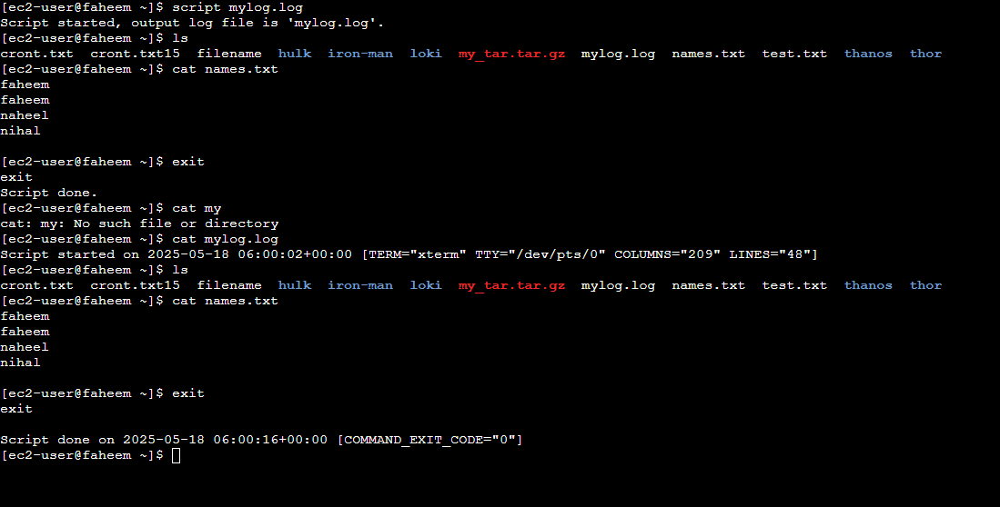 [ec2-user@faheem ~]$ script mylog.log
Script started, output log file is 'mylog.log'.
[ec2-user@faheem ~]$ ls
cront.txt  cront.txt15  filename  hulk  iron-man  loki  my_tar.tar.gz  mylog.log  names.txt  test.txt  thanos  thor
[ec2-user@faheem ~]$ cat names.txt
faheem
faheem
naheel
nihal

[ec2-user@faheem ~]$ exit
exit
Script done.
[ec2-user@faheem ~]$ cat my
cat: my: No such file or directory
[ec2-user@faheem ~]$ cat mylog.log
Script started on 2025-05-18 06:00:02+00:00 [TERM="xterm" TTY="/dev/pts/0" COLUMNS="209" LINES="48"]
[ec2-user@faheem ~]$ ls
cront.txt  cront.txt15  filename  hulk  iron-man  loki  my_tar.tar.gz  mylog.log  names.txt  test.txt  thanos  thor
[ec2-user@faheem ~]$ cat names.txt
faheem
faheem
naheel
nihal

[ec2-user@faheem ~]$ exit
exit

Script done on 2025-05-18 06:00:16+00:00 [COMMAND_EXIT_CODE="0"]
[ec2-user@faheem ~]$